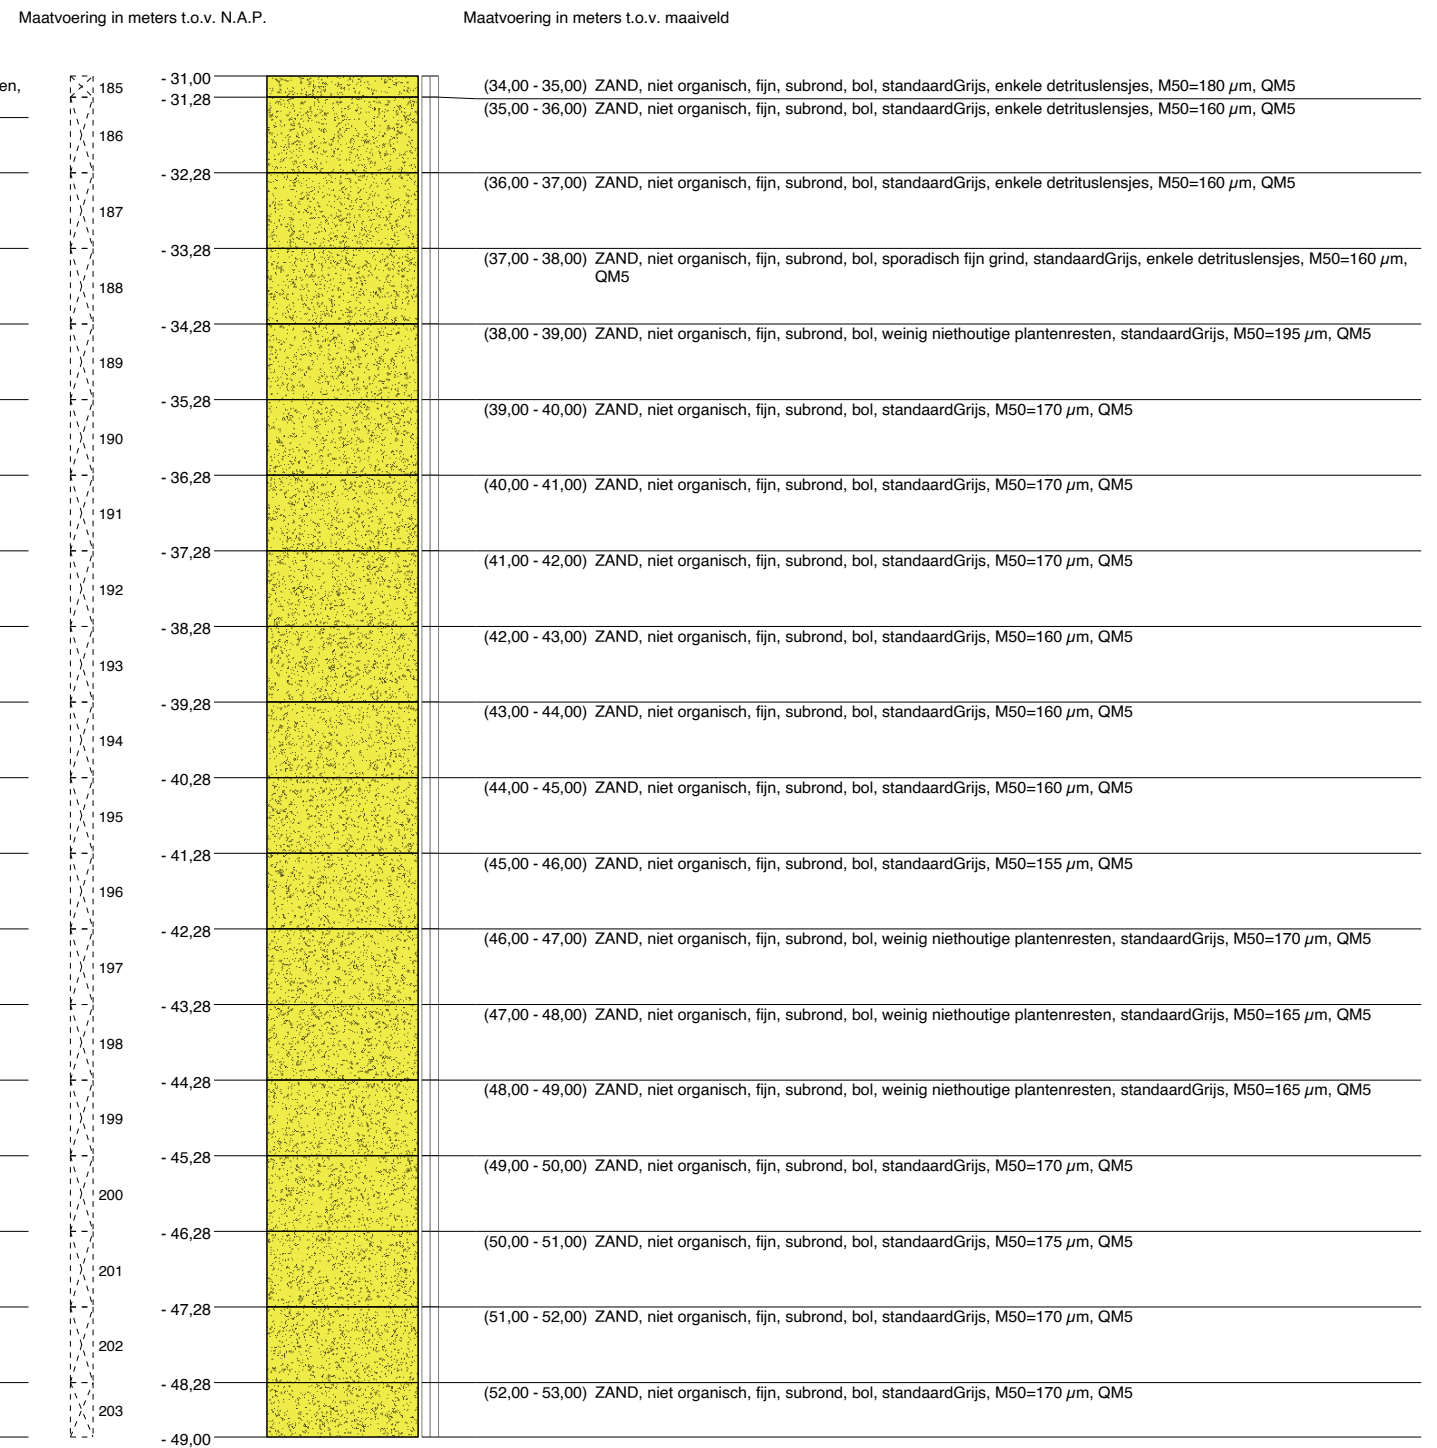 Maatvoering in meters t.o.v. N.A.P. Maatvoering in meters t.o.v. maaiveld
en,
- 31,00
185 (34,00 - 35,00) ZAND, niet organisch, fijn, subrond, bol, standaardGrijs, enkele detrituslensjes, M50=180 µm, QM5
- 31,28
(35,00 - 36,00) ZAND, niet organisch, fijn, subrond, bol, standaardGrijs, enkele detrituslensjes, M50=160 µm, QM5
186
- 32,28
(36,00 - 37,00) ZAND, niet organisch, fijn, subrond, bol, standaardGrijs, enkele detrituslensjes, M50=160 µm, QM5
187
- 33,28
(37,00 - 38,00) ZAND, niet organisch, fijn, subrond, bol, sporadisch fijn grind, standaardGrijs, enkele detrituslensjes, M50=160 µm,
QM5
188
- 34,28
(38,00 - 39,00) ZAND, niet organisch, fijn, subrond, bol, weinig niethoutige plantenresten, standaardGrijs, M50=195 µm, QM5
189
- 35,28
(39,00 - 40,00) ZAND, niet organisch, fijn, subrond, bol, standaardGrijs, M50=170 µm, QM5
190
- 36,28
(40,00 - 41,00) ZAND, niet organisch, fijn, subrond, bol, standaardGrijs, M50=170 µm, QM5
191
- 37,28
(41,00 - 42,00) ZAND, niet organisch, fijn, subrond, bol, standaardGrijs, M50=170 µm, QM5
192
- 38,28
(42,00 - 43,00) ZAND, niet organisch, fijn, subrond, bol, standaardGrijs, M50=160 µm, QM5
193
- 39,28
(43,00 - 44,00) ZAND, niet organisch, fijn, subrond, bol, standaardGrijs, M50=160 µm, QM5
194
- 40,28
(44,00 - 45,00) ZAND, niet organisch, fijn, subrond, bol, standaardGrijs, M50=160 µm, QM5
195
- 41,28
(45,00 - 46,00) ZAND, niet organisch, fijn, subrond, bol, standaardGrijs, M50=155 µm, QM5
196
- 42,28
(46,00 - 47,00) ZAND, niet organisch, fijn, subrond, bol, weinig niethoutige plantenresten, standaardGrijs, M50=170 µm, QM5
197
- 43,28
(47,00 - 48,00) ZAND, niet organisch, fijn, subrond, bol, weinig niethoutige plantenresten, standaardGrijs, M50=165 µm, QM5
198
- 44,28
(48,00 - 49,00) ZAND, niet organisch, fijn, subrond, bol, weinig niethoutige plantenresten, standaardGrijs, M50=165 µm, QM5
199
- 45,28
(49,00 - 50,00) ZAND, niet organisch, fijn, subrond, bol, standaardGrijs, M50=170 µm, QM5
200
- 46,28
(50,00 - 51,00) ZAND, niet organisch, fijn, subrond, bol, standaardGrijs, M50=175 µm, QM5
201
- 47,28
(51,00 - 52,00) ZAND, niet organisch, fijn, subrond, bol, standaardGrijs, M50=170 µm, QM5
202
- 48,28
(52,00 - 53,00) ZAND, niet organisch, fijn, subrond, bol, standaardGrijs, M50=170 µm, QM5
203
- 49,00